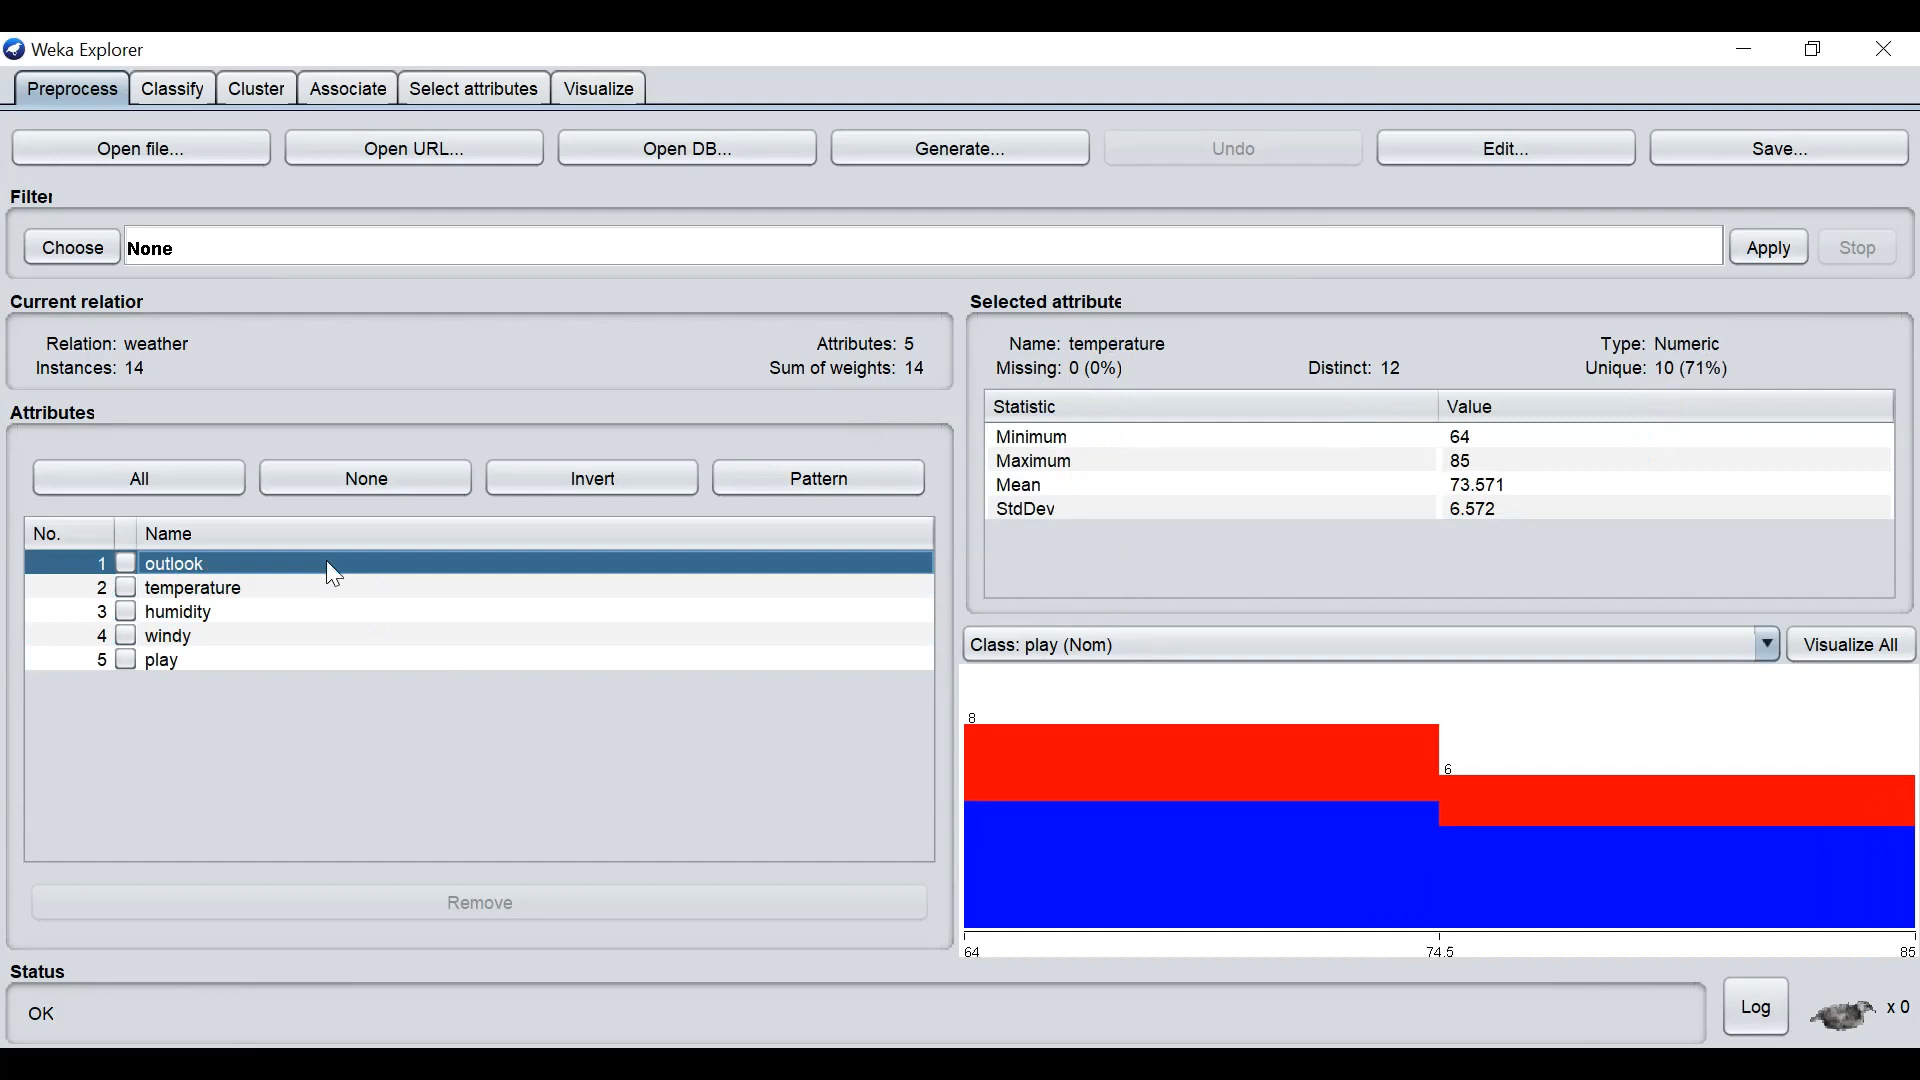 Weka Explorer
Preprocess Classify Cluster Associate Select attributes Visualize
Open file... Open URL... Open DB... Generate... Undo Edit... Save...
Filter
Choose None Apply Stop
Current relation
Relation: weather Attributes: 5
Instances: 14 Sum of weights: 14
Selected attribute
Name: temperature Type: Numeric
Missing: 0 (0%) Distinct: 12 Unique: 10 (71%)
Statistic Value
Minimum 64
Maximum 85
Mean 73.571
StdDev 6.572
Attributes
All None Invert Pattern
No. Name
1 outlook
2 temperature
3 humidity
4 windy
5 play
Remove
Class: play (Nom) Visualize All
8
6
64 74.5 85
Status
OK
Log x 0